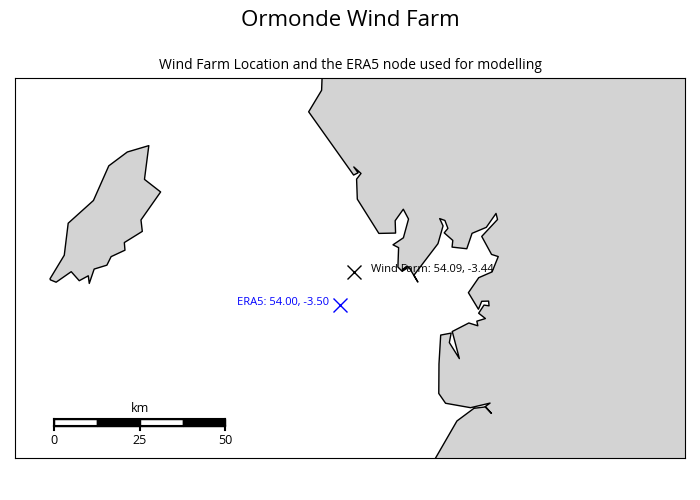 Ormonde Wind Farm
Wind Farm Location and the ERA5 node used for modelling
Wind Farm: 54.09, -3.44
ERA5: 54.00, -3.50
km
0 25 50